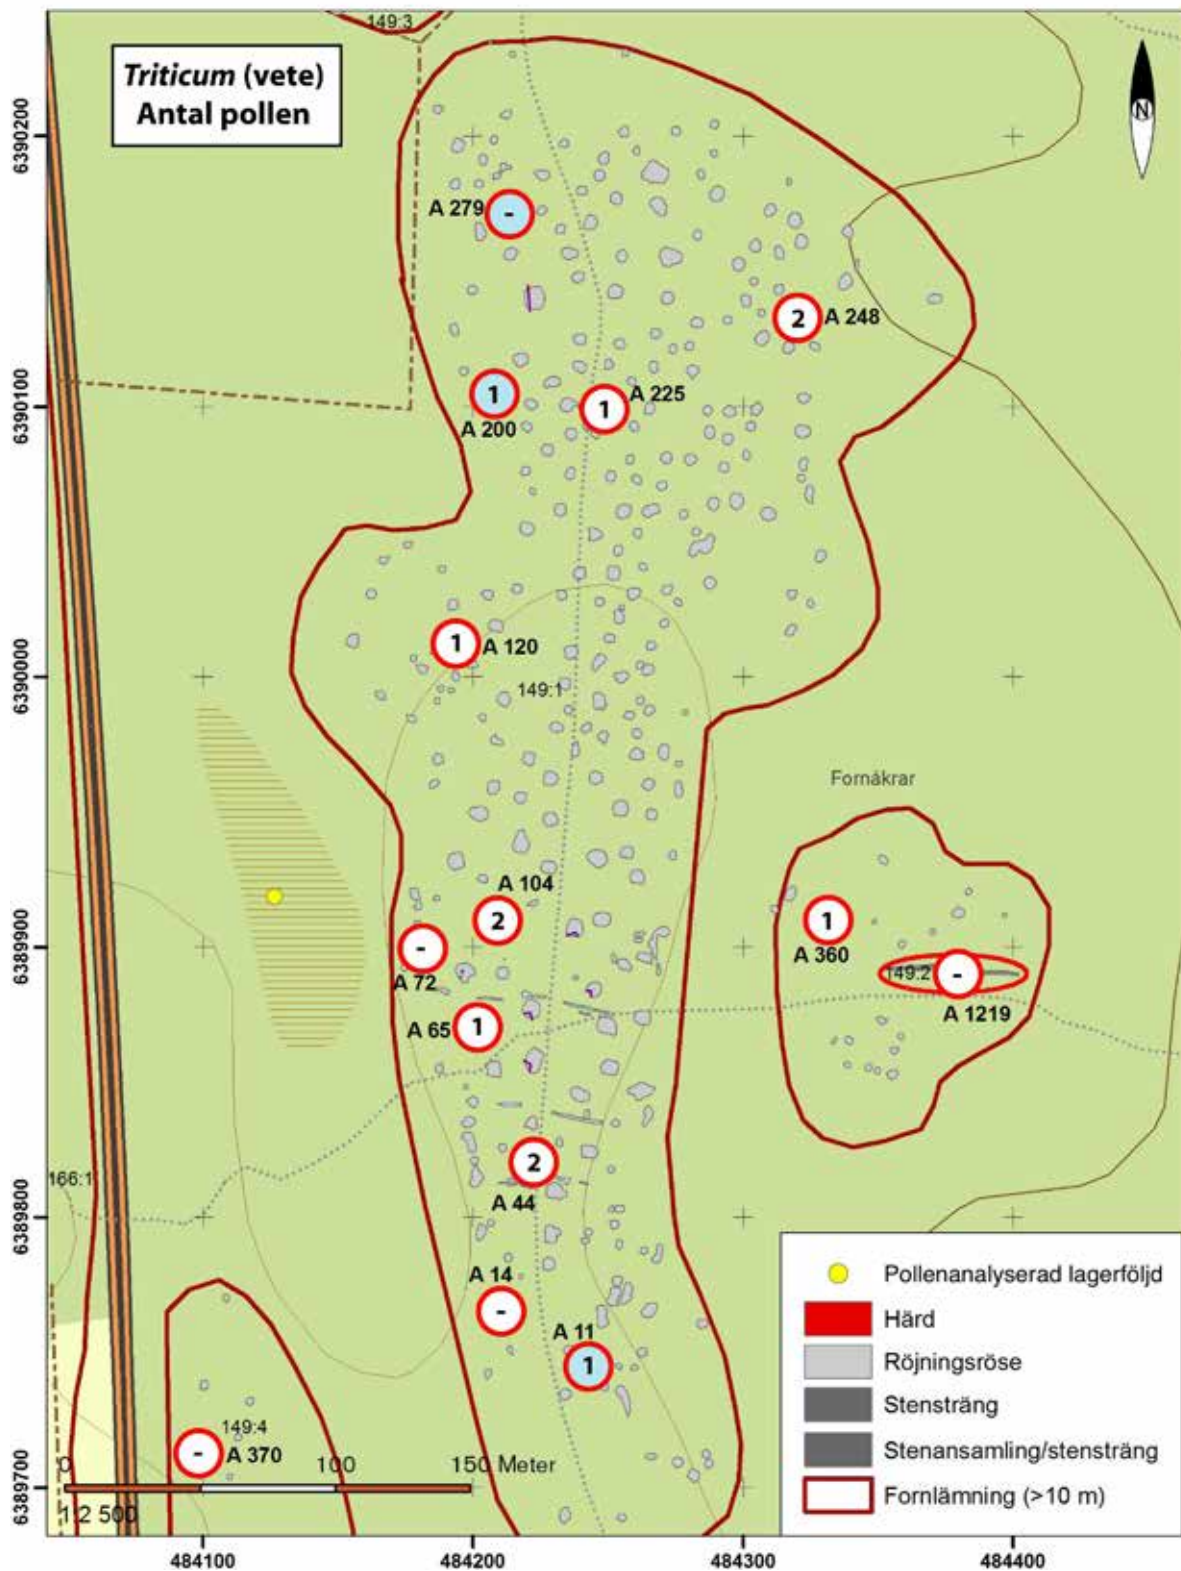 149:3
Triticum (vete)
Antal pollen
N
6390200
A 279 -
2 A 248
6390100
1
A 200
1 A 225
1 A 120
6390000
149:1
Fornåkrar
A 104
2
-
A 72
1
A 360
6389900
149:2 -
A 1219
A 65 1
2
A 44
166:1
6389800
A 14
-
A 11
1
149:4
- A 370
0 100 150 Meter
1:2 500
6389700
Pollenanalyserad lagerföljd
Härd
Röjningsröse
Stensträng
Stenansamling/stensträng
Fornlämning (>10 m)
484100 484200 484300 484400